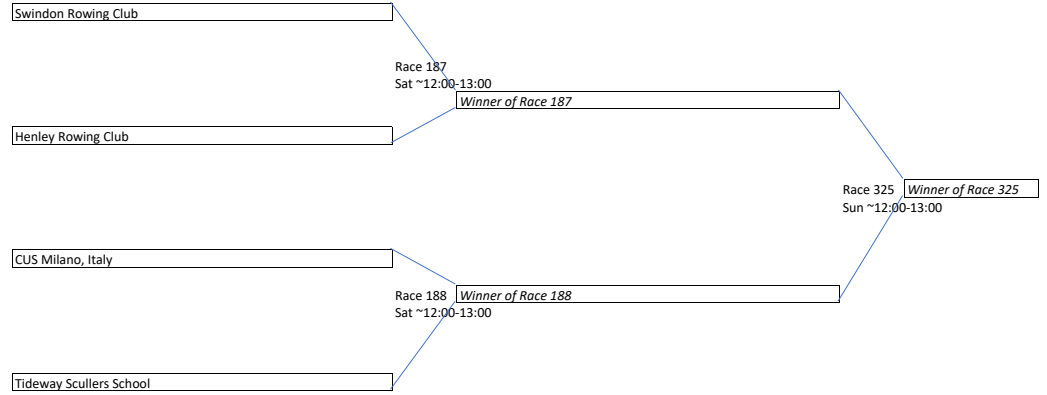 Swindon Rowing Club
Race 187
Sat ~12:00-13:00
Winner of Race 187
Henley Rowing Club
Race 325
Winner of Race 325
Sun ~12:00-13:00
CUS Milano, Italy
Race 188
Winner of Race 188
Sat ~12:00-13:00
Tideway Scullers School